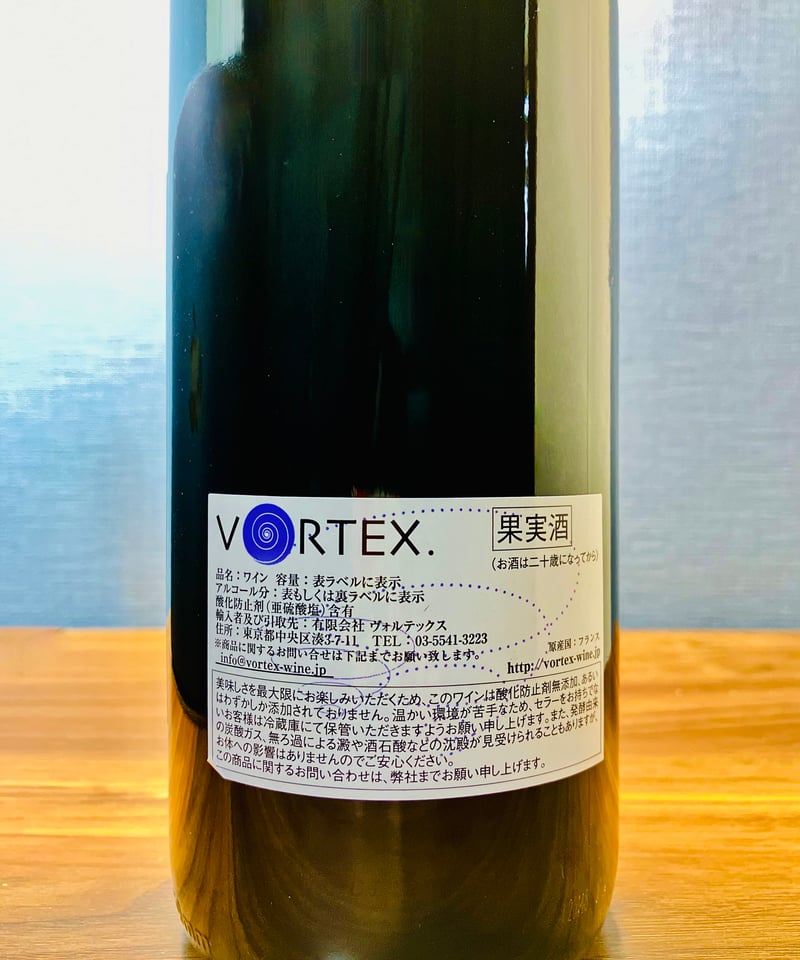 VORTEX.
果実酒
(お酒は二十歳になってから)
品名：ワイン 容量：表ラベルに表示
アルコール分：表もしくは裏ラベルに表示
酸化防止剤(亜硫酸塩)含有
輸入者及び引取先：有限会社 ヴォルテックス
住所：東京都中央区湊3-7-11 TEL：03-5541-3223
原産国：フランス
※商品に関するお問い合せは下記までお願い致します。
info@vortex-wine.jp http://vortex-wine.jp
美味しさを最大限にお楽しみいただくため、このワインは酸化防止剤無添加、あるい
はわずかしか添加されておりません。温かい環境が苦手なため、セラーをお持ちでな
いお客様は冷蔵庫にて保管いただきますようお願い申し上げます。また、発酵由来
の炭酸ガス、無ろ過による澱や酒石酸などの沈殿が見受けられることもありますが、
お体への影響はありませんのでご安心ください。
この商品に関するお問い合わせは、弊社までお願い申し上げます。